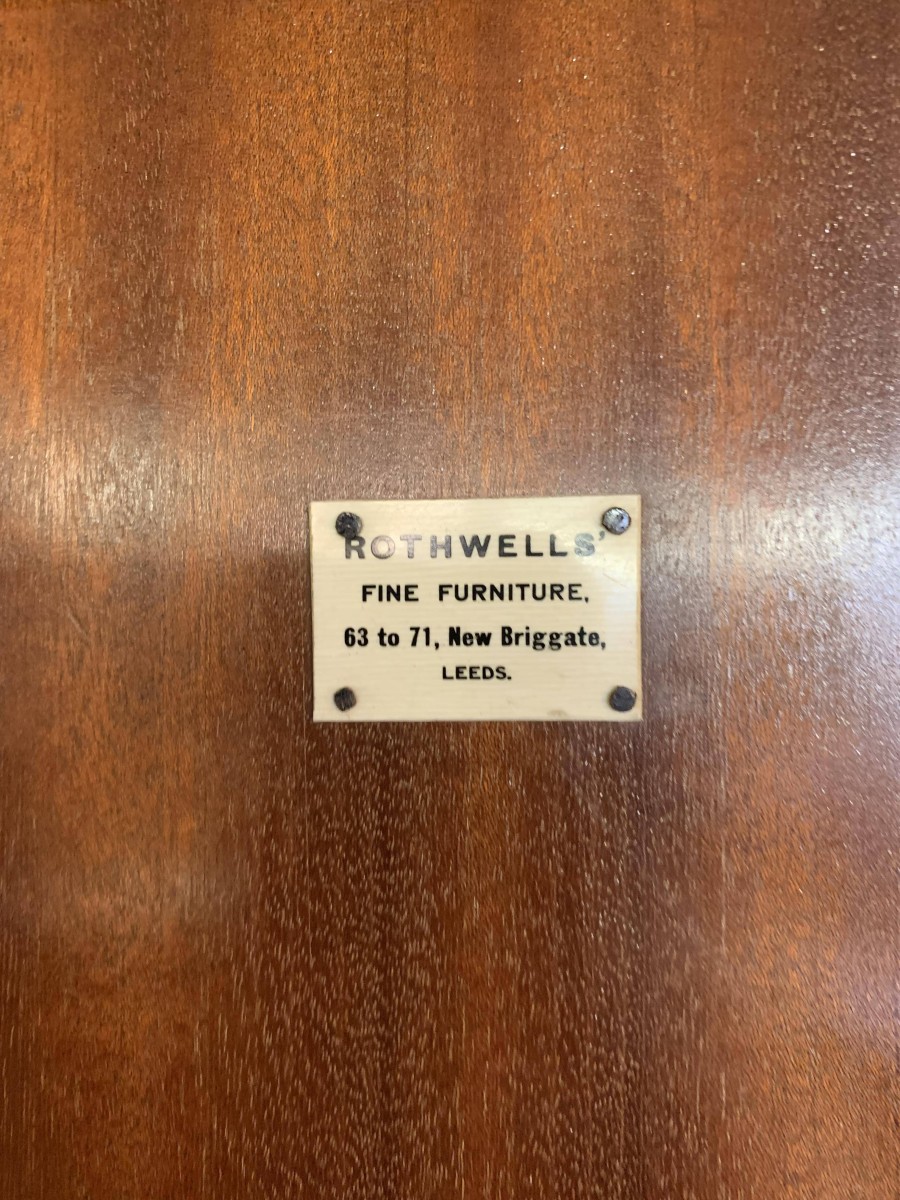 ROTHWELLS'
FINE FURNITURE,
63 to 71, New Briggate,
LEEDS.